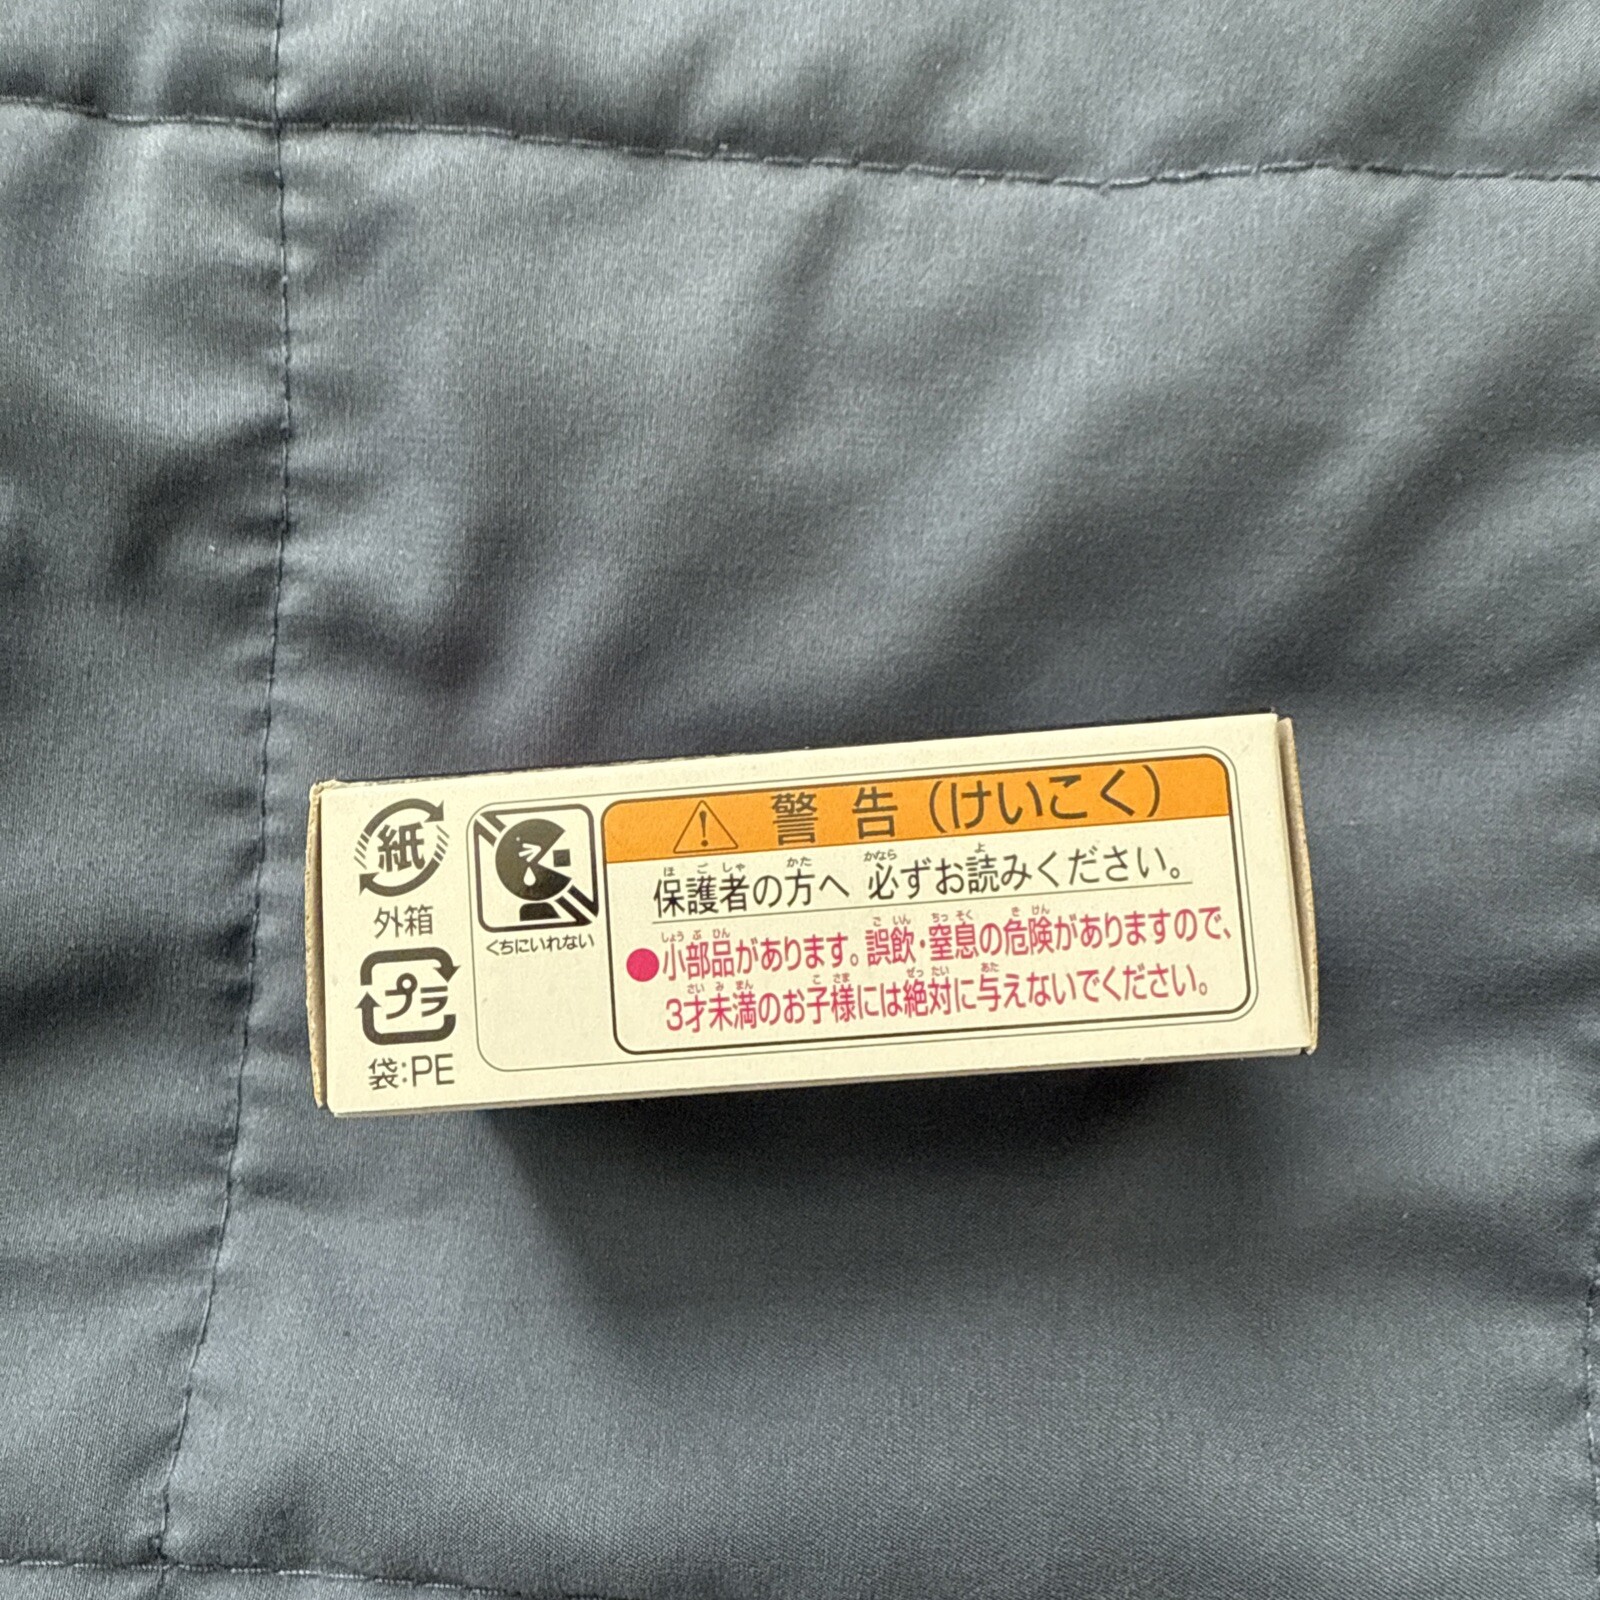 紙
外箱
プラ
袋:PE
くちにいれない
警告(けいこく)
保護者の方へ 必ずお読みください。
●小部品があります。誤飲・窒息の危険がありますので、
3才未満のお子様には絶対に与えないでください。